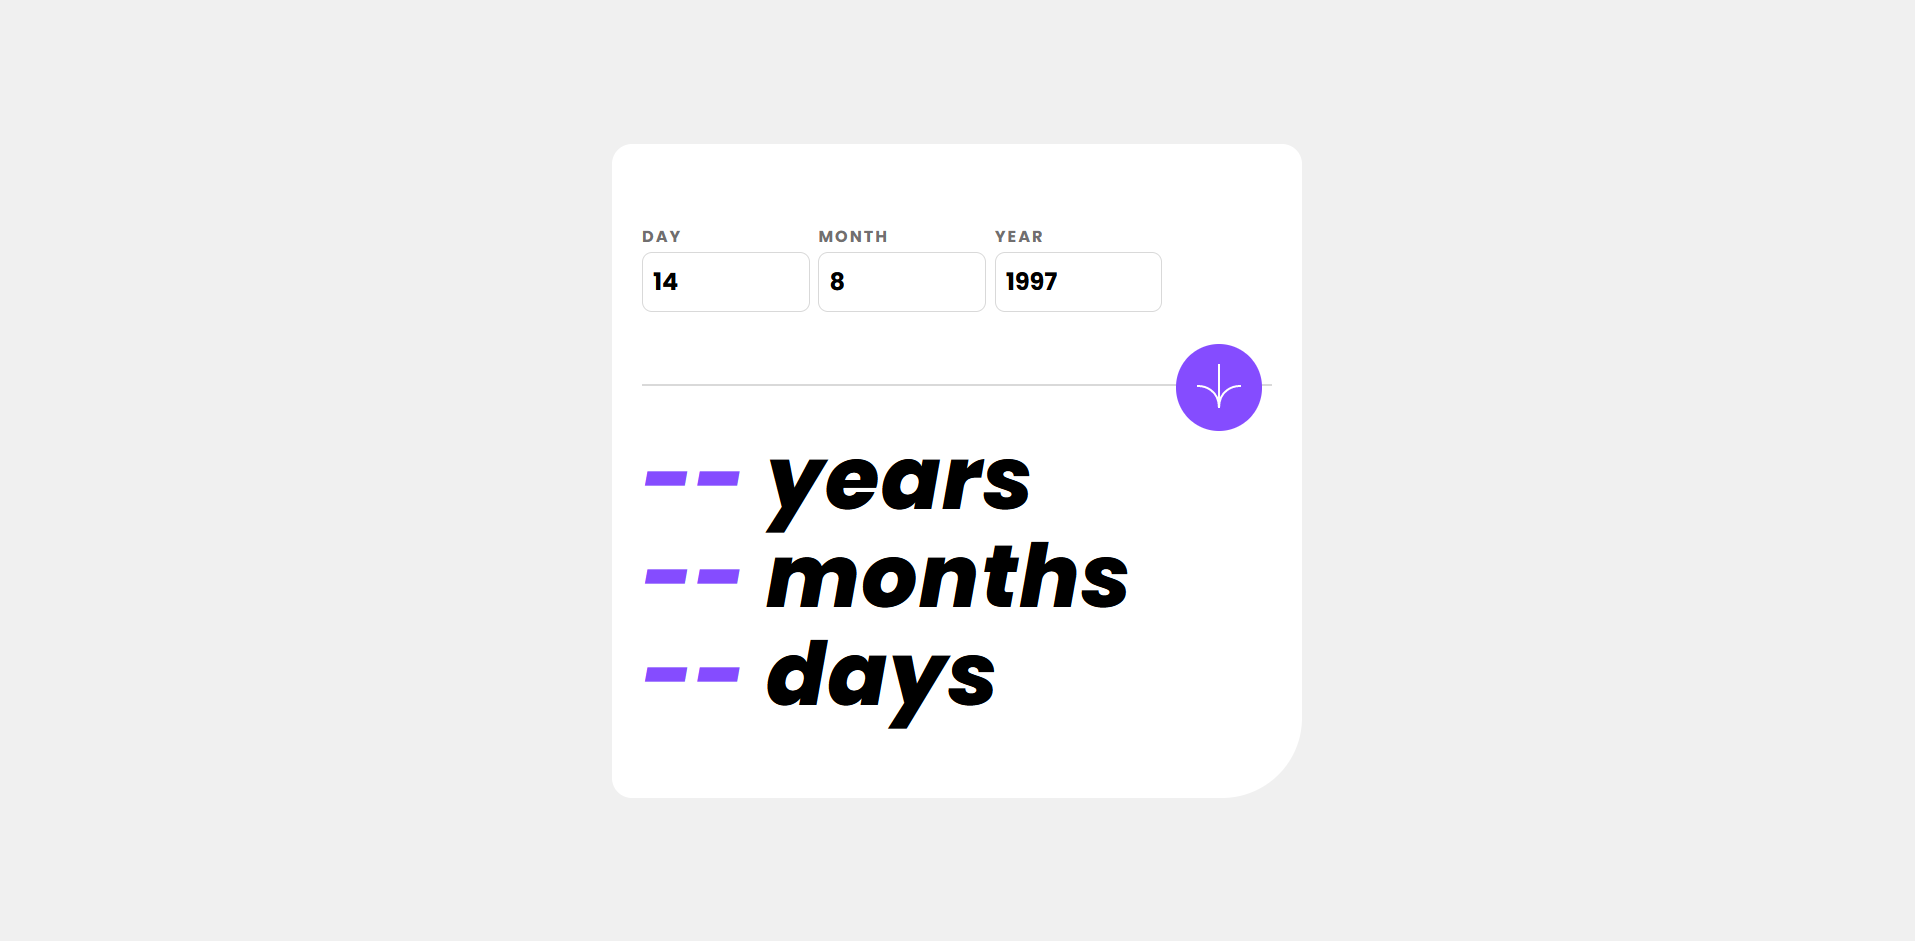 DAY MONTH YEAR
14 8 1997
-- years
-- months
-- days